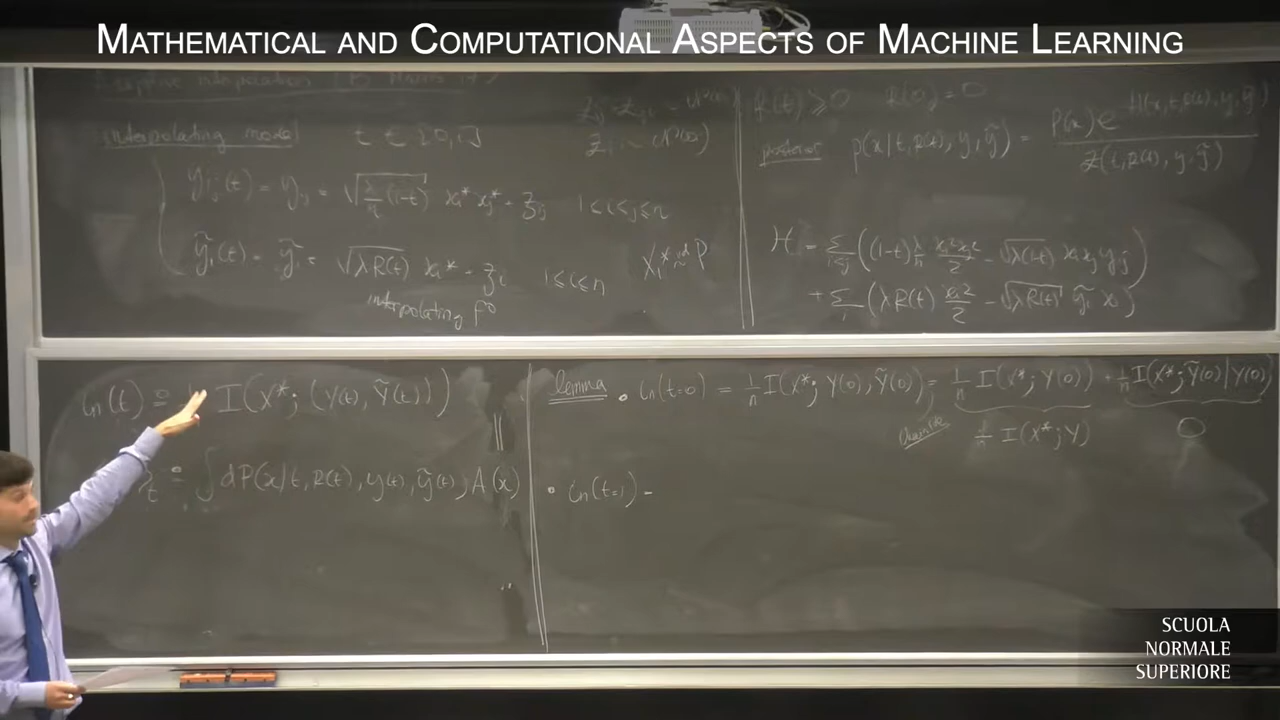 MATHEMATICAL AND COMPUTATIONAL ASPECTS OF MACHINE LEARNING
interpolating model t ∈ [0,1]
y_ij(t) = y_ij = √(λ/n (1-t)) x_i* x_j* + z_ij 1≤i≤j≤n
ỹ_i(t) = ỹ_i = √(λR(t)) x_i* + z̃_i 1≤i≤n X_i* iid P
interpolating f°
R(t) ⩾ 0 R(0) = 0
posterior p(x|t,R(t),y,ỹ) = P(x)e^{-H(x,t,R(t),y,ỹ)} / Z(t,R(t),y,ỹ)
H = Σ_{i≤j} ((1-t) λ/n x_i²x_j²/2 - √(λ(1-t)/n) x_i x_j y_ij)
+ Σ_i (λR(t) x_i²/2 - √(λR(t)) ỹ_i x_i)
i_n(t) ≐ 1/n I(X*; (Y(t), Ỹ(t)))
≐ ∫dP(x|t,R(t),y(t),ỹ(t)) A(x)
lemma • i_n(t=0) = 1/n I(X*; Y(0),Ỹ(0)) = 1/n I(X*;Y(0)) + 1/n I(X*;Ỹ(0)|Y(0))
Chain rule 1/n I(X*;Y) 0
• i_n(t=1) =
SCUOLA
NORMALE
SUPERIORE